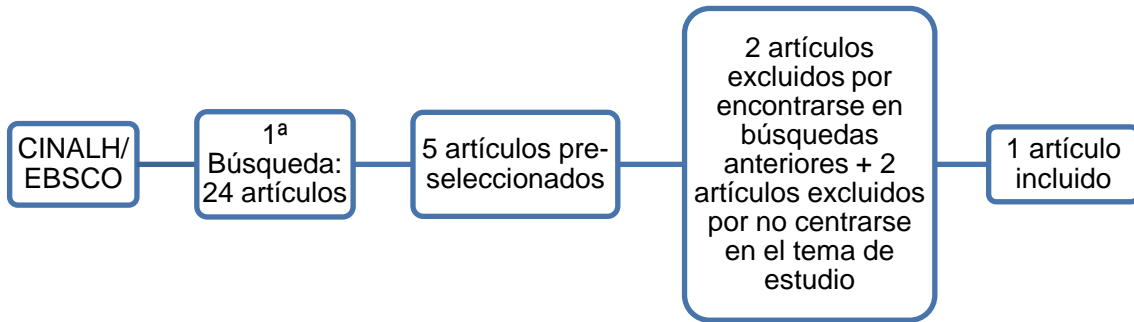 CINALH/
EBSCO
1ª
Búsqueda:
24 artículos
5 artículos pre-
seleccionados
2 artículos
excluidos por
encontrarse en
búsquedas
anteriores + 2
artículos excluidos
por no centrarse
en el tema de
estudio
1 artículo
incluido